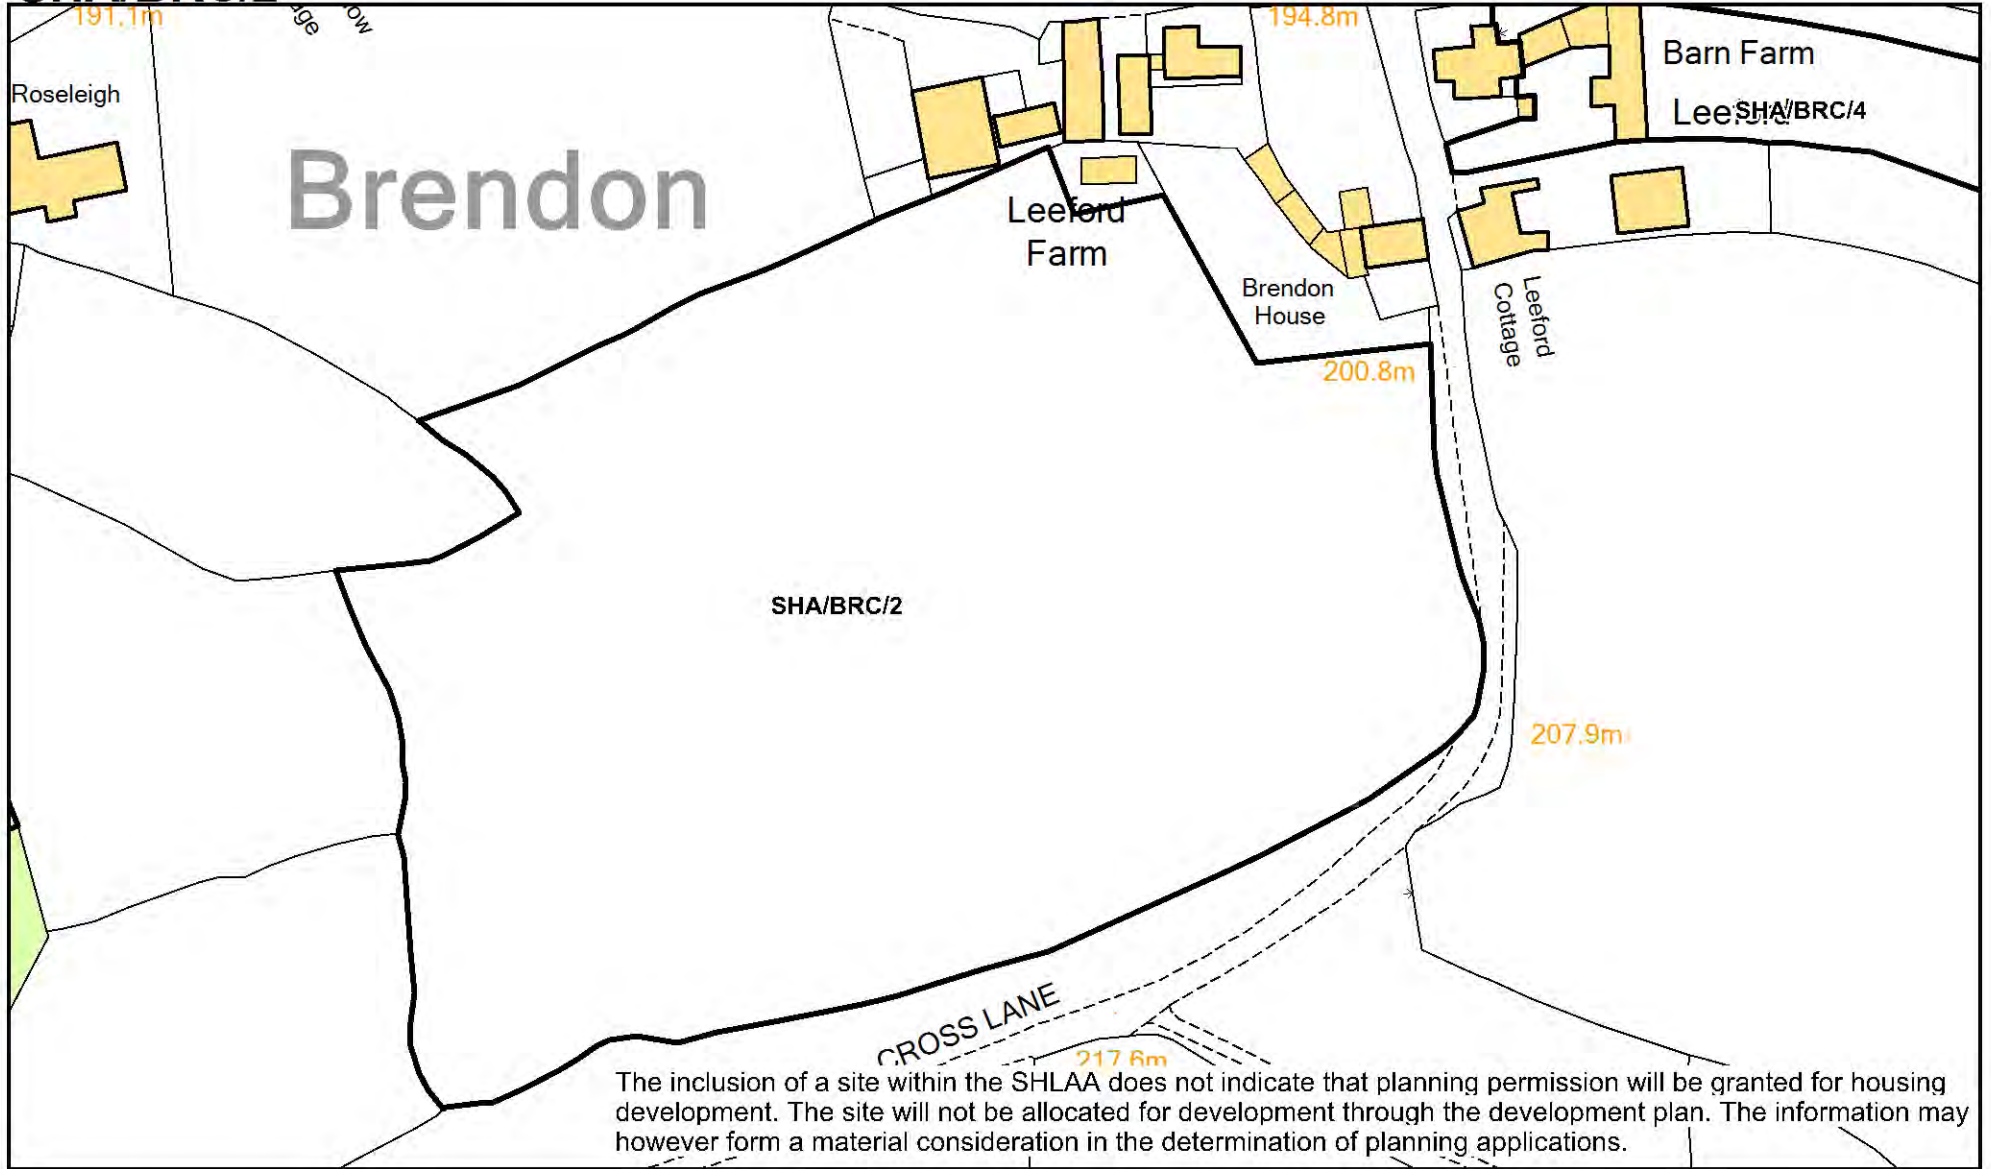 191.1m
194.8m
Barn Farm
Roseleigh
SHA/BRC/4
Brendon
Leeford
Farm
Brendon
House
Leeford
Cottage
200.8m
SHA/BRC/2
207.9m
CROSS LANE
217.6m
The inclusion of a site within the SHLAA does not indicate that planning permission will be granted for housing
development. The site will not be allocated for development through the development plan. The information may
however form a material consideration in the determination of planning applications.